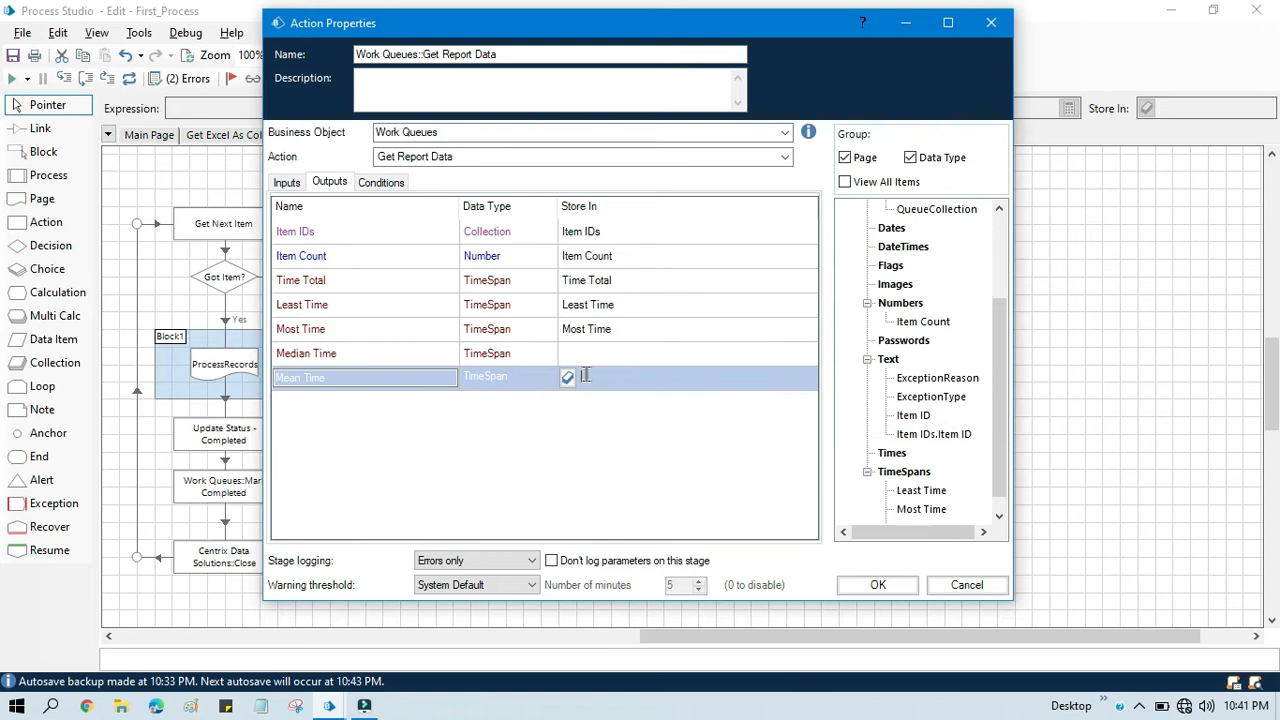 Process Studio - Edit - First_Process
File Edit View Tools Debug Window Help
Zoom 100%
(2) Errors
Expression:
Store In:
Main Page
Get Excel As Col
Pointer
Link
Block
Process
Page
Action
Decision
Choice
Calculation
Multi Calc
Data Item
Collection
Loop
Note
Anchor
End
Alert
Exception
Recover
Resume
Get Next Item
Got Item?
Yes
Block1
ProcessRecords
Update Status -
Completed
Work Queues::Mar
Completed
Centrix Data
Solutions::Close
Action Properties
?
Name:
Work Queues::Get Report Data
Description:
Business Object
Work Queues
Action
Get Report Data
Inputs
Outputs
Conditions
Name Data Type Store In
Item IDs Collection Item IDs
Item Count Number Item Count
Time Total TimeSpan Time Total
Least Time TimeSpan Least Time
Most Time TimeSpan Most Time
Median Time TimeSpan
Mean Time TimeSpan
Group:
Page
Data Type
View All Items
QueueCollection
Dates
DateTimes
Flags
Images
Numbers
Item Count
Passwords
Text
ExceptionReason
ExceptionType
Item ID
Item IDs.Item ID
Times
TimeSpans
Least Time
Most Time
Stage logging:
Errors only
Don't log parameters on this stage
Warning threshold:
System Default
Number of minutes
5
(0 to disable)
OK
Cancel
Autosave backup made at 10:33 PM. Next autosave will occur at 10:43 PM.
Desktop
10:41 PM